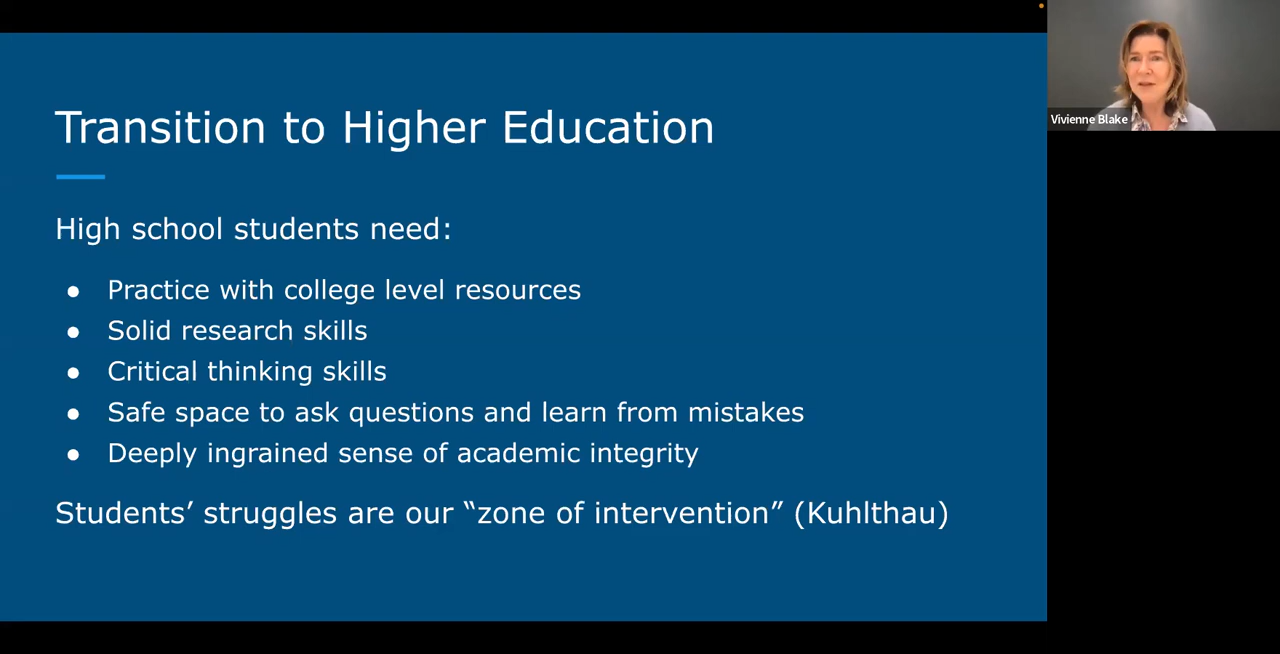 Transition to Higher Education
High school students need:
● Practice with college level resources
● Solid research skills
● Critical thinking skills
● Safe space to ask questions and learn from mistakes
● Deeply ingrained sense of academic integrity
Students’ struggles are our “zone of intervention” (Kuhlthau)
Vivienne Blake